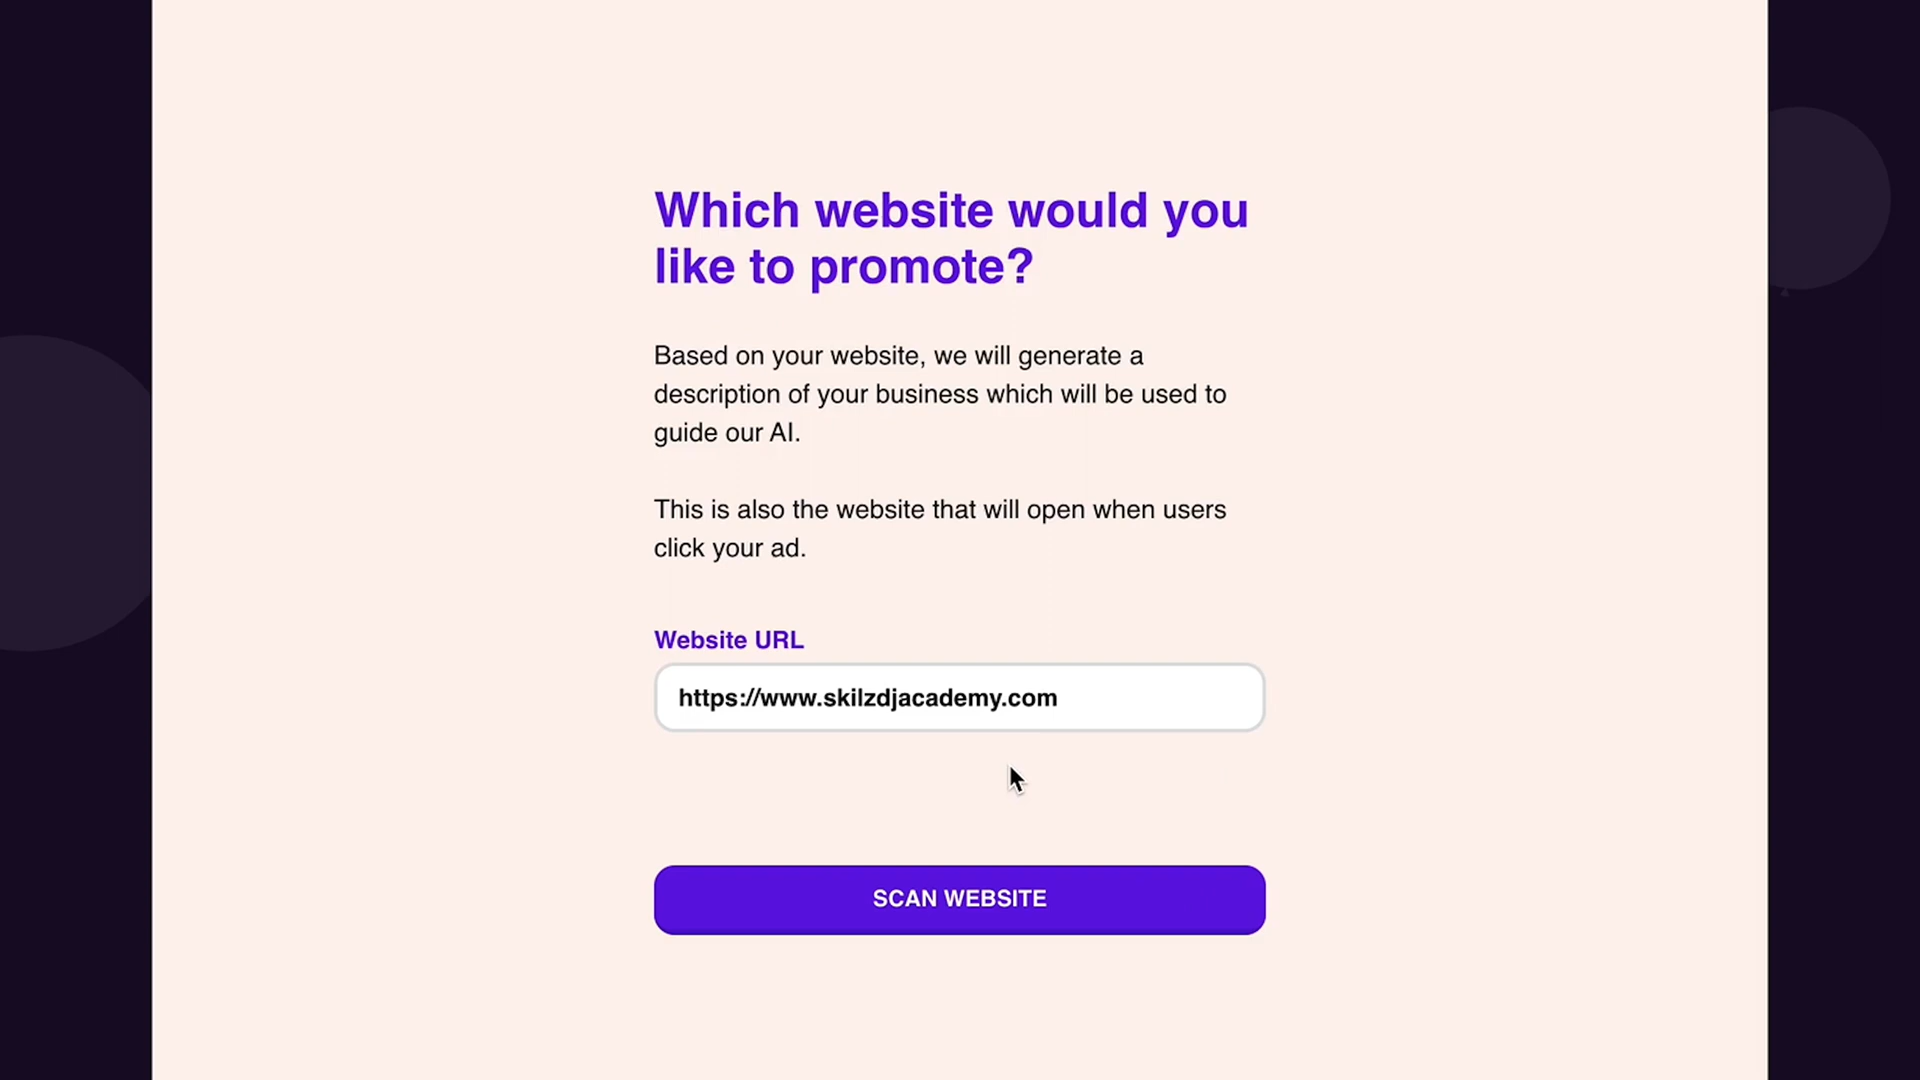 Which website would you
like to promote?
Based on your website, we will generate a
description of your business which will be used to
guide our AI.
This is also the website that will open when users
click your ad.
Website URL
https://www.skilzdjacademy.com
SCAN WEBSITE